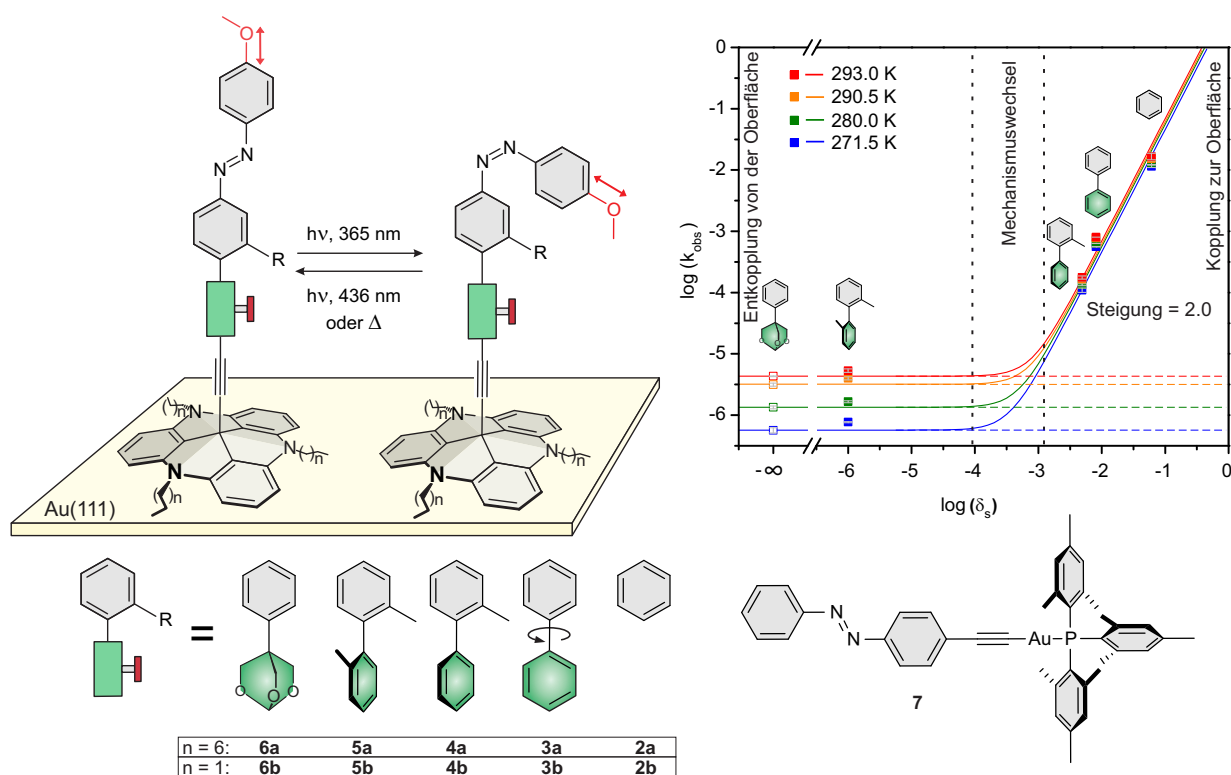 O
N
N
R
hν, 365 nm
hν, 436 nm
oder Δ
N
N
O
R
( )n
N
N( )n
N
( )n
( )n
N
N( )n
N
( )n
Au(111)
R
=
O
O
O
n = 6: 6a 5a 4a 3a 2a
n = 1: 6b 5b 4b 3b 2b
log (k_obs)
0
-1
-2
-3
-4
-5
-6
293.0 K
290.5 K
280.0 K
271.5 K
Entkopplung von der Oberfläche
Mechanismuswechsel
Kopplung zur Oberfläche
Steigung = 2.0
-∞ -6 -5 -4 -3 -2 -1 0
log (δ_s)
N
N
Au P
7